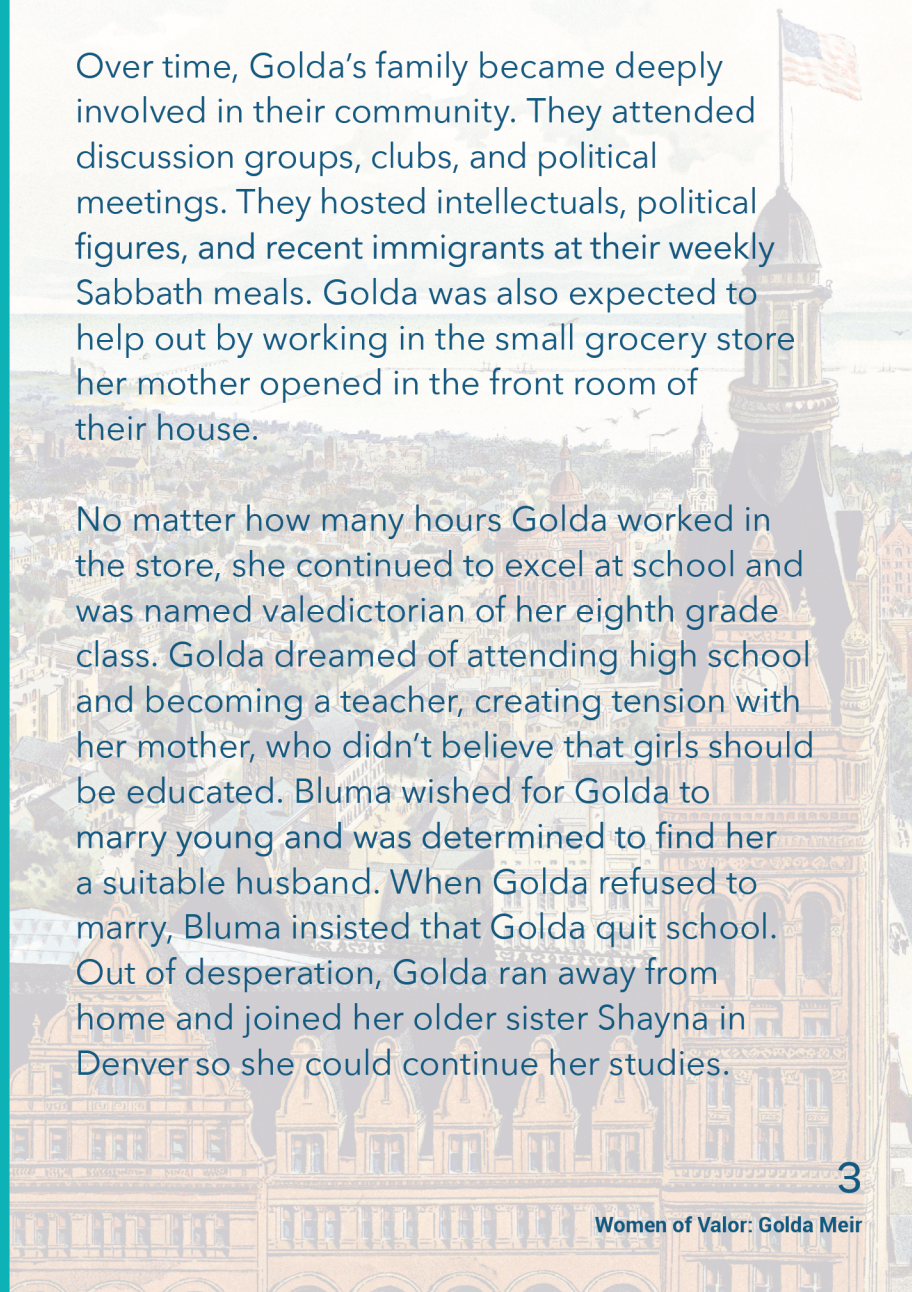 Over time, Golda’s family became deeply
involved in their community. They attended
discussion groups, clubs, and political
meetings. They hosted intellectuals, political
figures, and recent immigrants at their weekly
Sabbath meals. Golda was also expected to
help out by working in the small grocery store
her mother opened in the front room of
their house.
No matter how many hours Golda worked in
the store, she continued to excel at school and
was named valedictorian of her eighth grade
class. Golda dreamed of attending high school
and becoming a teacher, creating tension with
her mother, who didn’t believe that girls should
be educated. Bluma wished for Golda to
marry young and was determined to find her
a suitable husband. When Golda refused to
marry, Bluma insisted that Golda quit school.
Out of desperation, Golda ran away from
home and joined her older sister Shayna in
Denver so she could continue her studies.
3
Women of Valor: Golda Meir